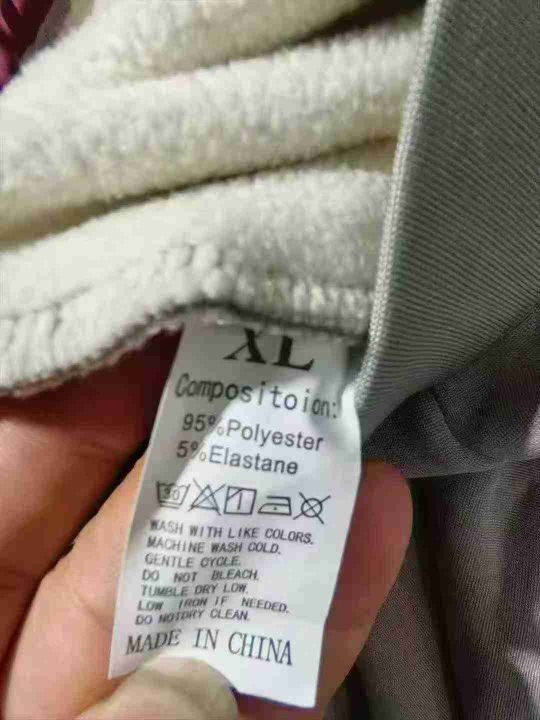 XL
Compositoion:
95%Polyester
5%Elastane
30
WASH WITH LIKE COLORS.
MACHINE WASH COLD.
GENTLE CYCLE.
DO NOT BLEACH.
TUMBLE DRY LOW.
LOW IRON IF NEEDED.
DO NOTDRY CLEAN.
MADE IN CHINA